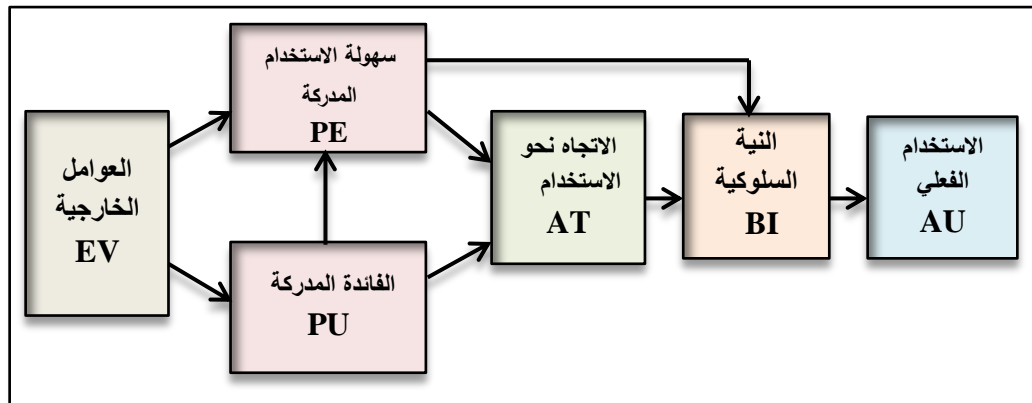 العوامل
الخارجية
EV
سهولة الاستخدام
المدركة
PE
الفائدة المدركة
PU
الاتجاه نحو
الاستخدام
AT
النية
السلوكية
BI
الاستخدام
الفعلي
AU